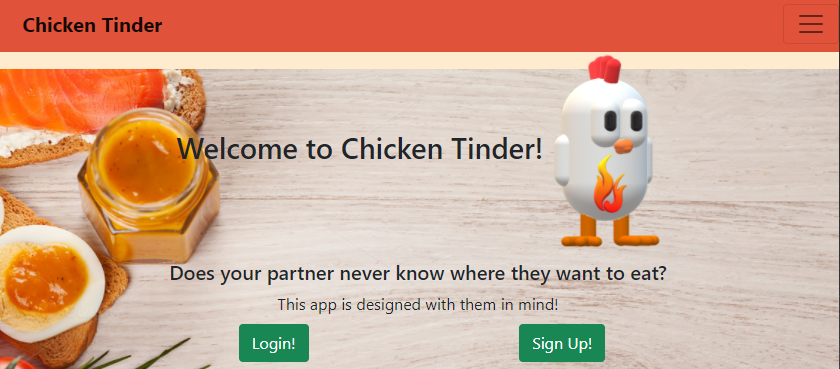 Chicken Tinder
Welcome to Chicken Tinder!
Does your partner never know where they want to eat?
This app is designed with them in mind!
Login!
Sign Up!